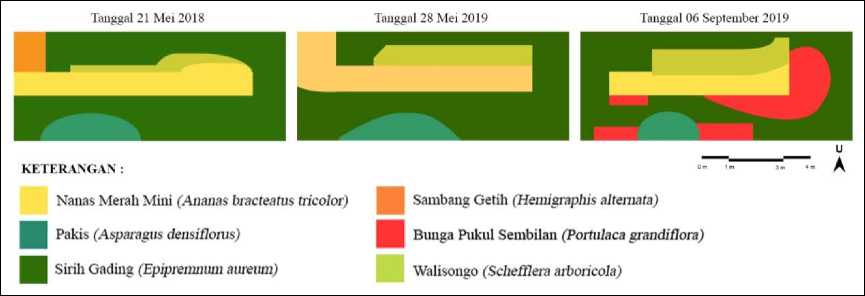 Tanggal 21 Mei 2018
Tanggal 28 Mei 2019
Tanggal 06 September 2019
U
0 m 1 m 3 m 4 m
KETERANGAN :
Nanas Merah Mini (Ananas bracteatus tricolor)
Sambang Getih (Hemigraphis alternata)
Pakis (Asparagus densiflorus)
Bunga Pukul Sembilan (Portulaca grandiflora)
Sirih Gading (Epipremnum aureum)
Walisongo (Schefflera arboricola)